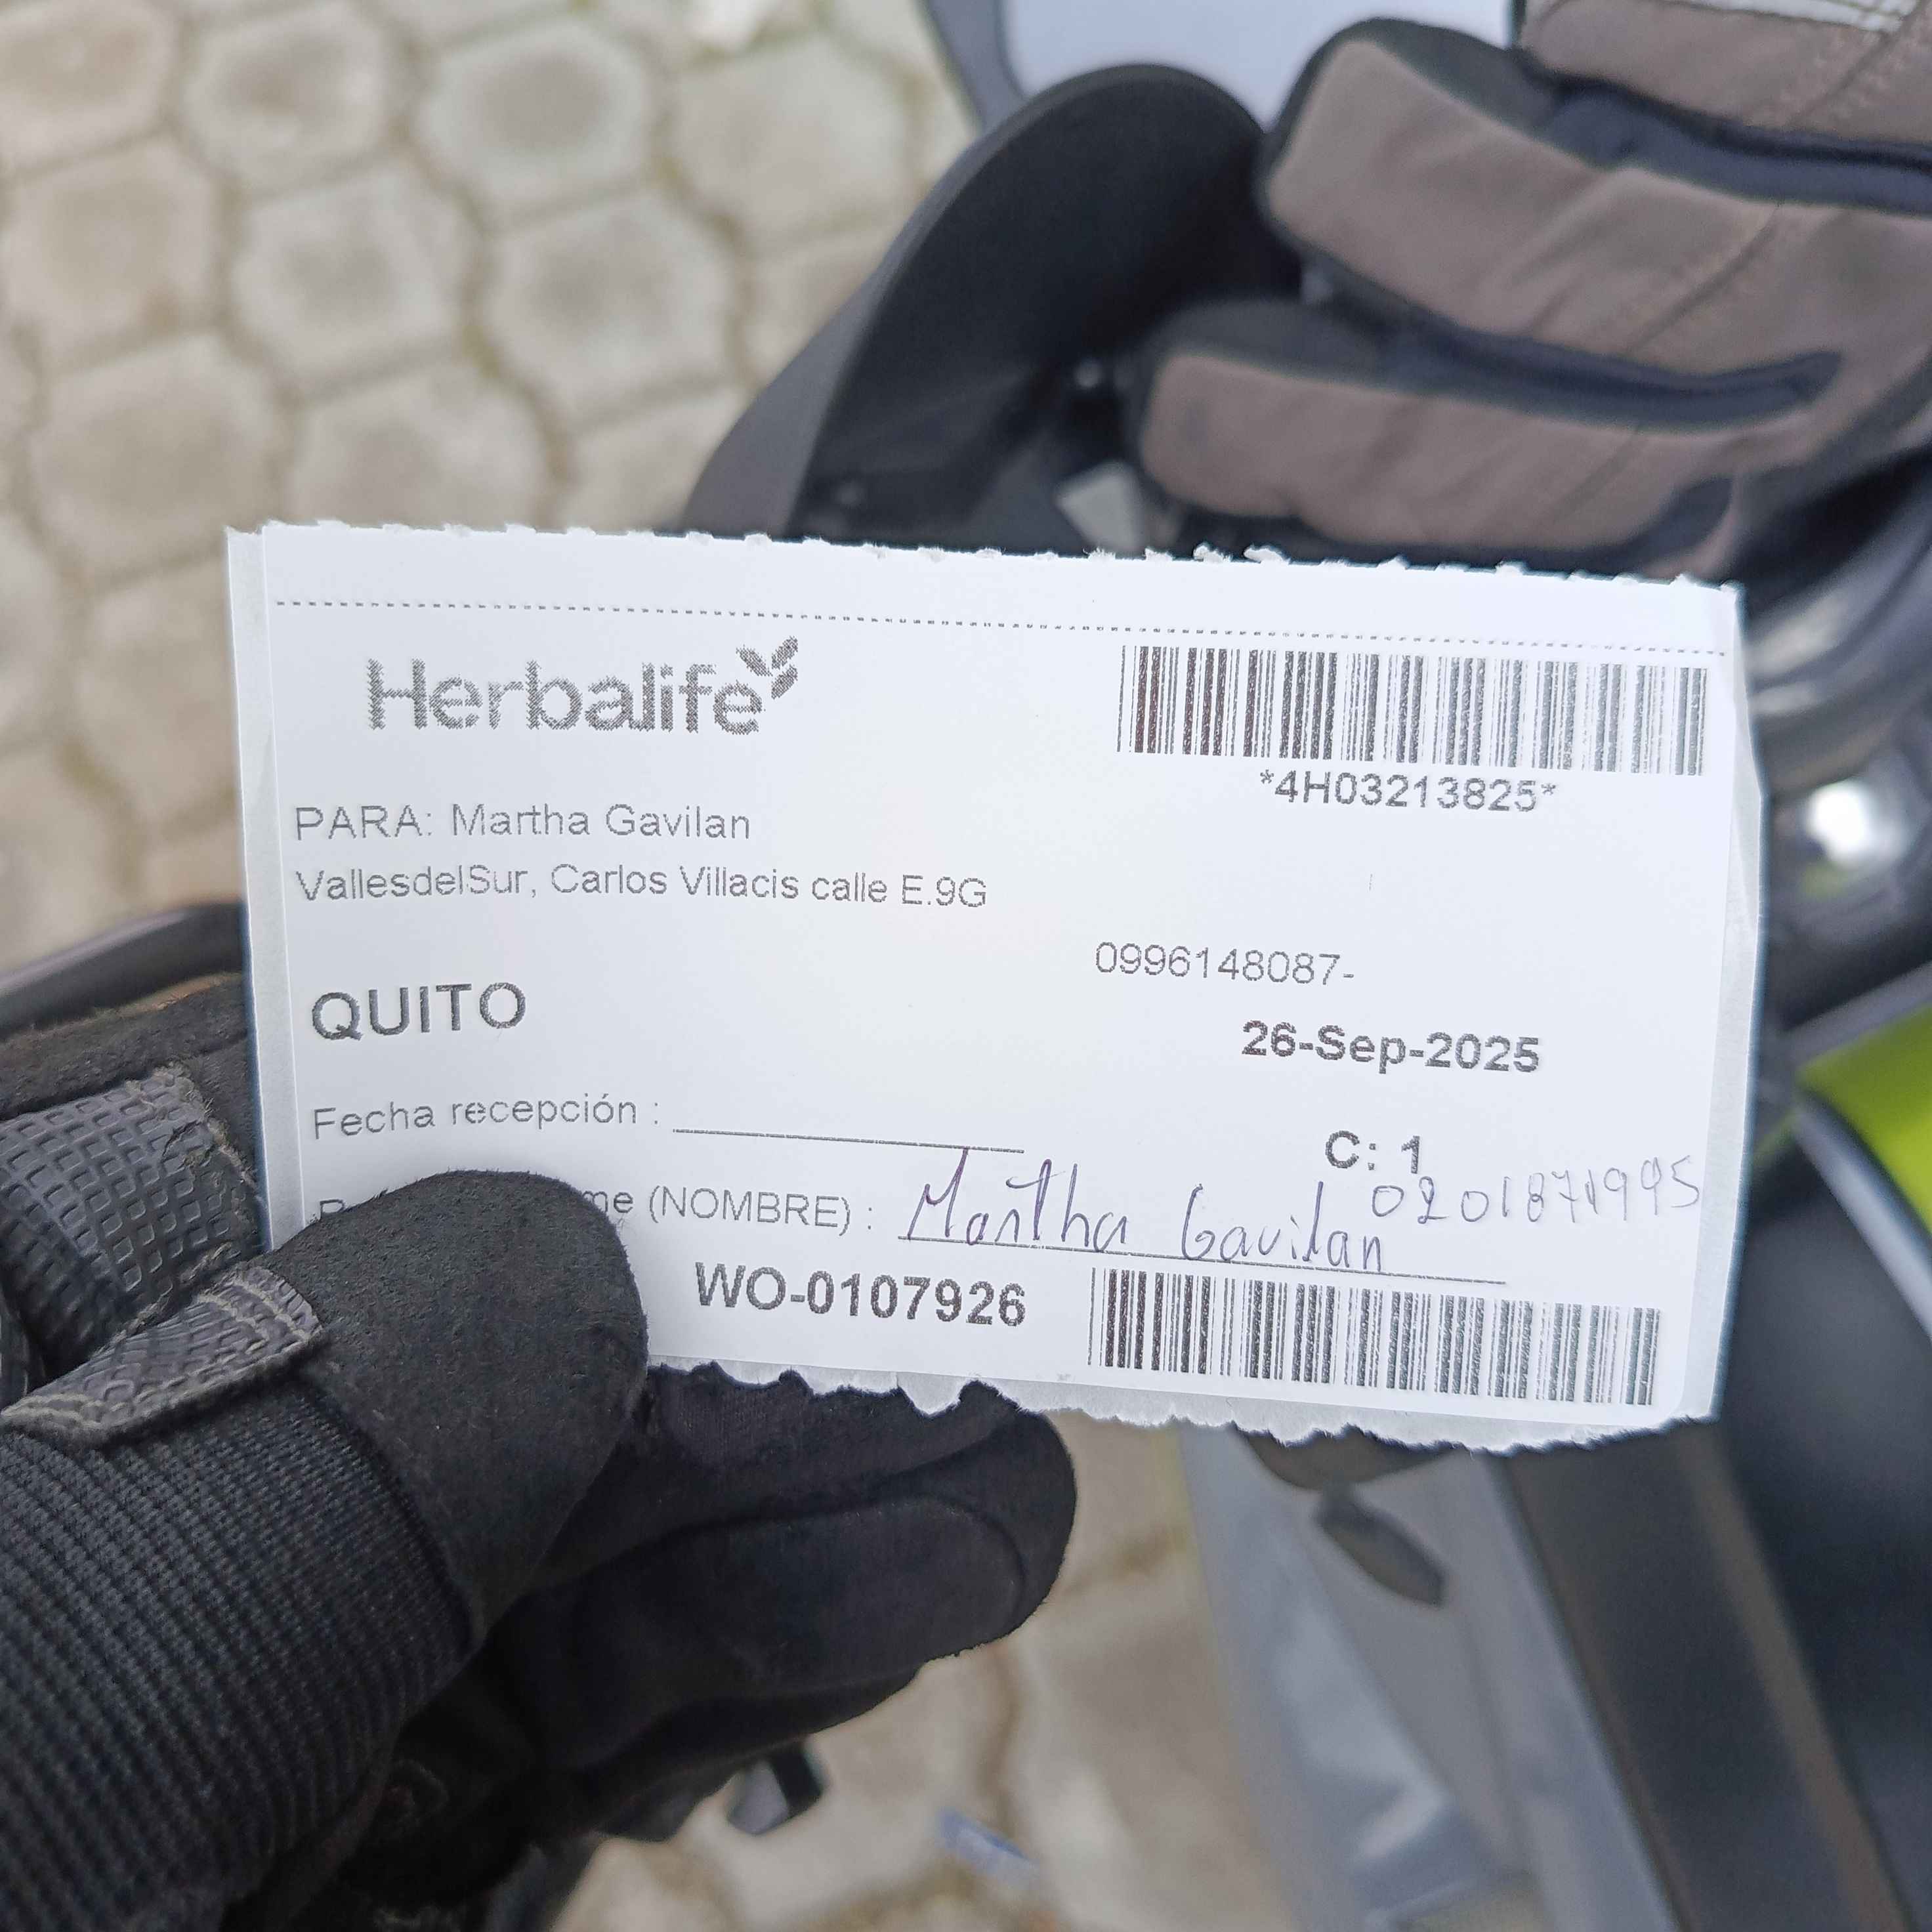 Herbalife
*4H03213825*
PARA: Martha Gavilan
VallesdelSur, Carlos Villacis calle E.9G
0996148087-
QUITO
26-Sep-2025
Fecha recepción :
C: 1
(NOMBRE) : Martha Gavilan 0201871995
WO-0107926